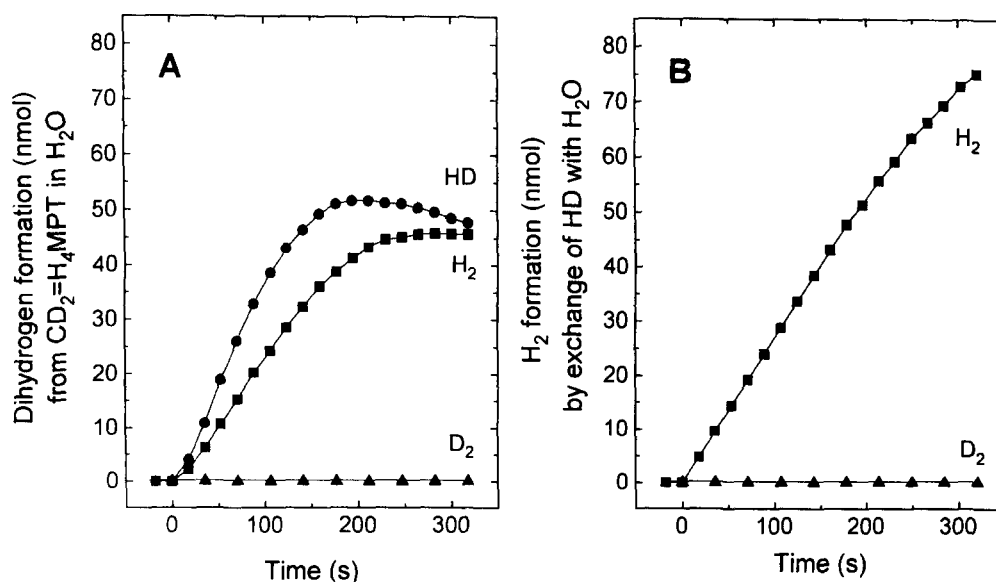 Dihydrogen formation (nmol)
from CD₂=H₄MPT in H₂O
80
70
60
50
40
30
20
10
0
A
HD
H₂
D₂
0
100
200
300
Time (s)
H₂ formation (nmol)
by exchange of HD with H₂O
80
70
60
50
40
30
20
10
0
B
H₂
D₂
0
100
200
300
Time (s)